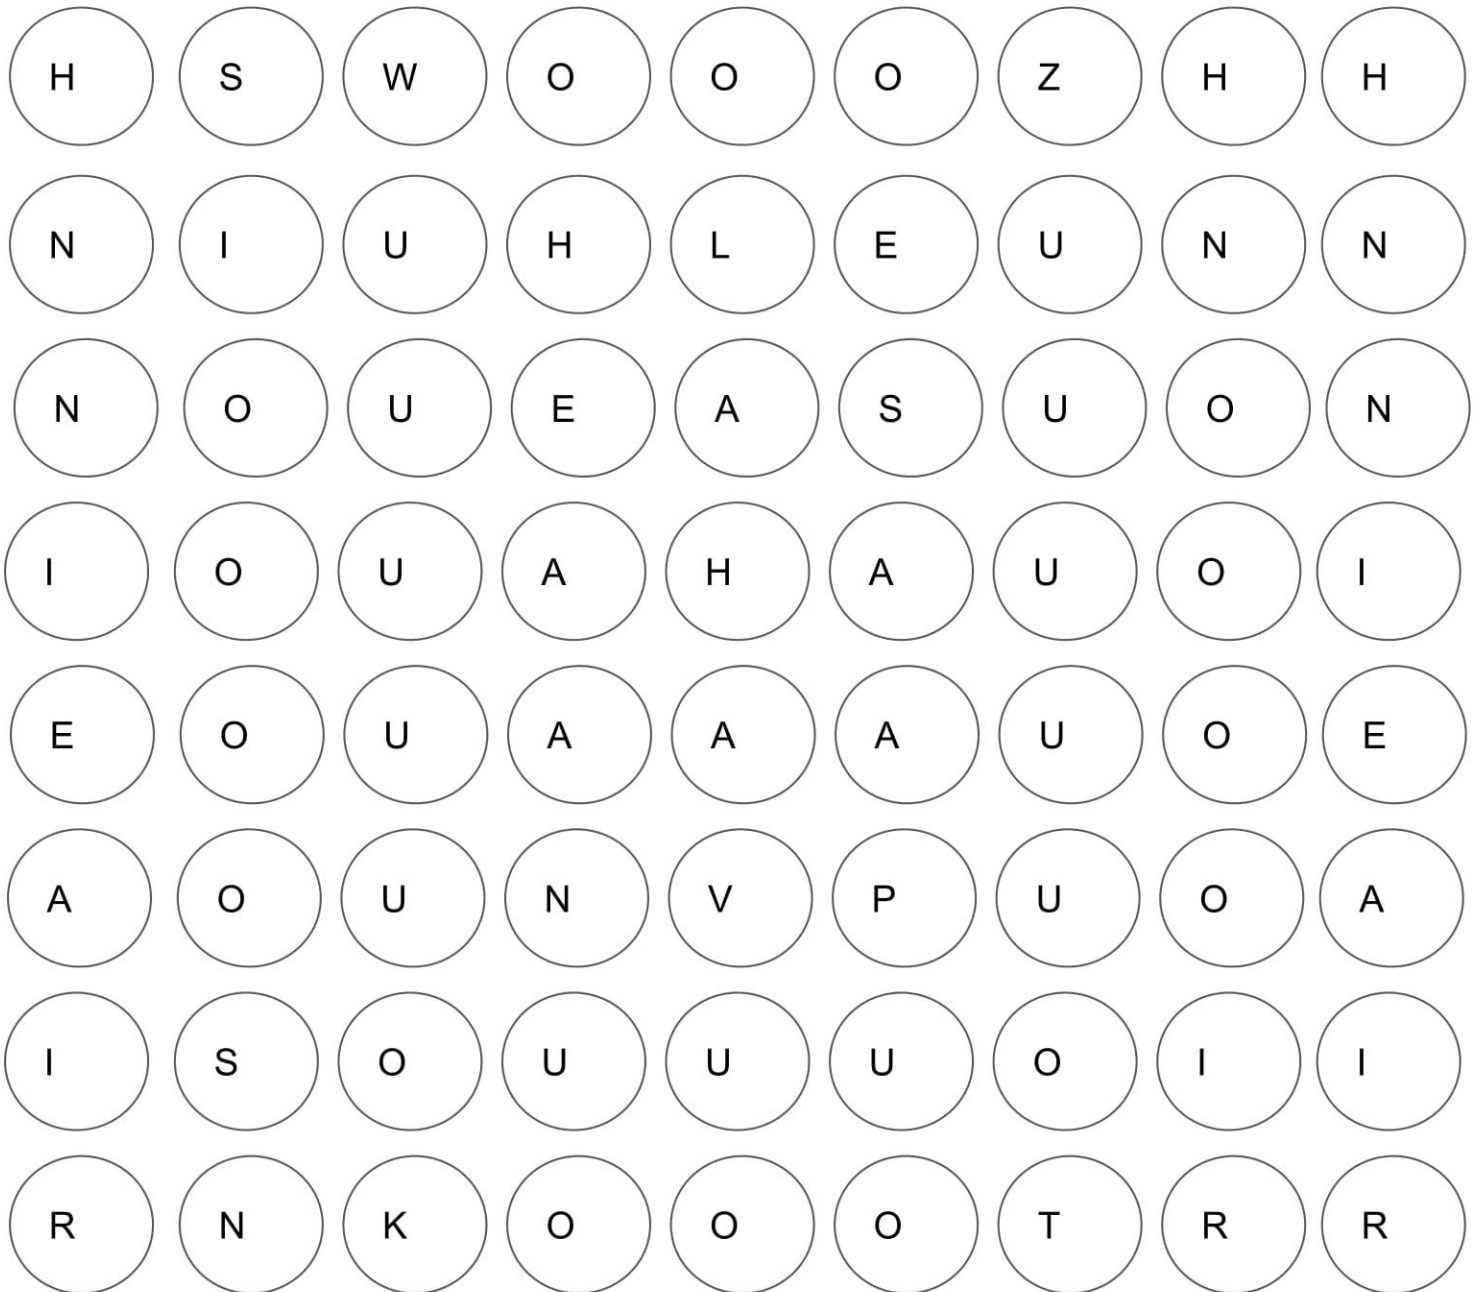 H S W O O O Z H H
N I U H L E U N N
N O U E A S U O N
I O U A H A U O I
E O U A A A U O E
A O U N V P U O A
I S O U U U O I I
R N K O O O T R R